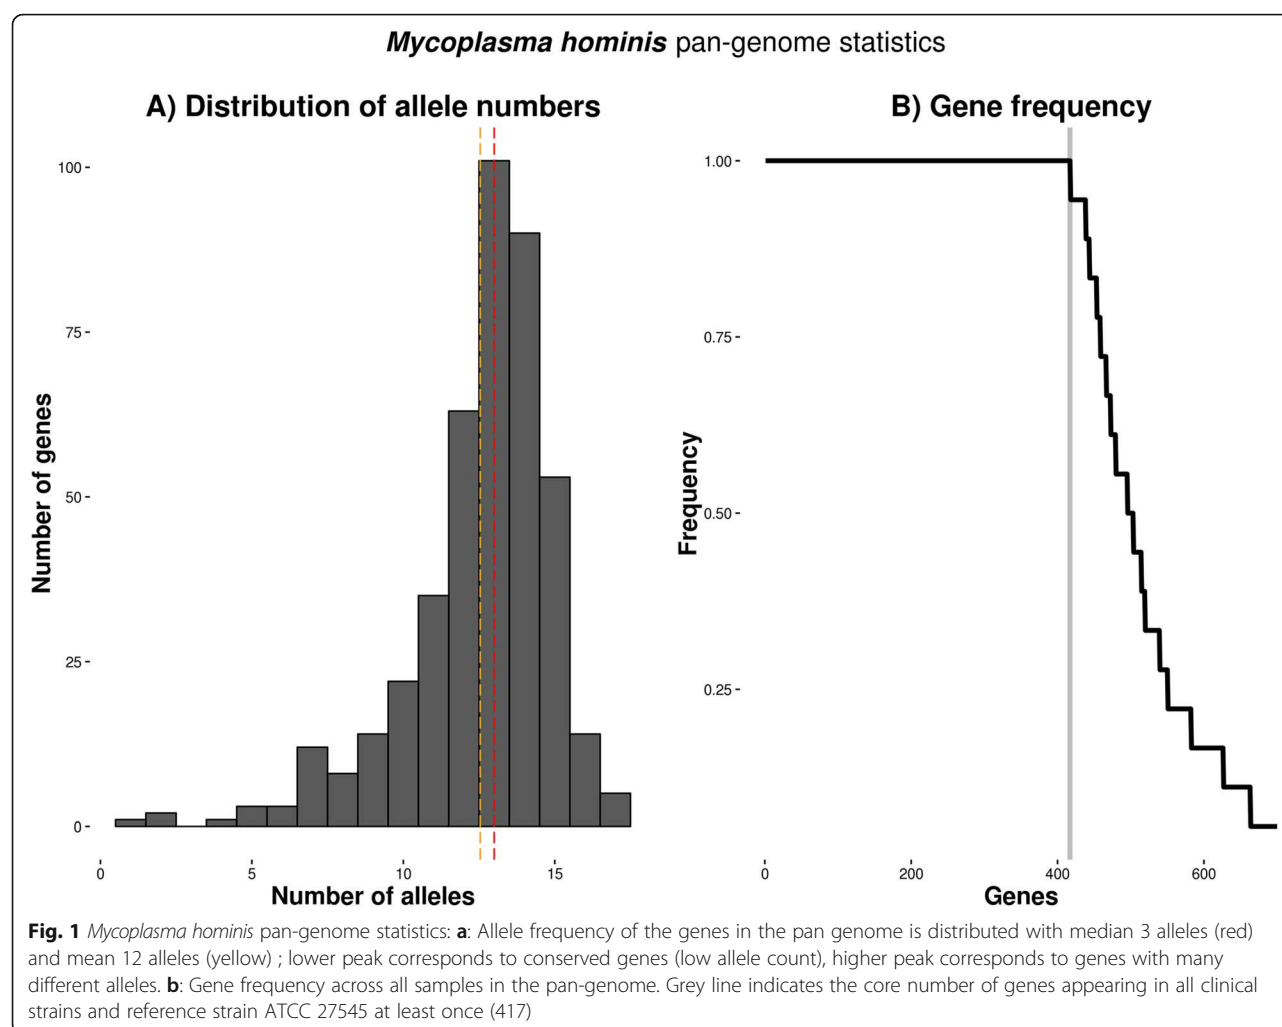 Mycoplasma hominis pan-genome statistics
A) Distribution of allele numbers
100
75
50
25
0
Number of genes
0 5 10 15
Number of alleles
B) Gene frequency
1.00
0.75
0.50
0.25
Frequency
0 200 400 600
Genes
Fig. 1 Mycoplasma hominis pan-genome statistics: a: Allele frequency of the genes in the pan genome is distributed with median 3 alleles (red)
and mean 12 alleles (yellow) ; lower peak corresponds to conserved genes (low allele count), higher peak corresponds to genes with many
different alleles. b: Gene frequency across all samples in the pan-genome. Grey line indicates the core number of genes appearing in all clinical
strains and reference strain ATCC 27545 at least once (417)